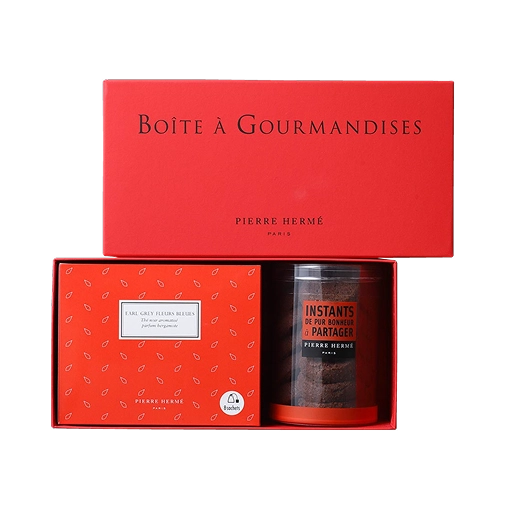 BOÎTE À GOURMANDISES
PIERRE HERMÉ
PARIS
EARL GREY FLEURS BLEUES
Thé noir aromatisé
parfum bergamote
PIERRE HERMÉ
PARIS
8 sachets
INSTANTS
DE PUR BONHEUR
à PARTAGER
PIERRE HERMÉ
PARIS